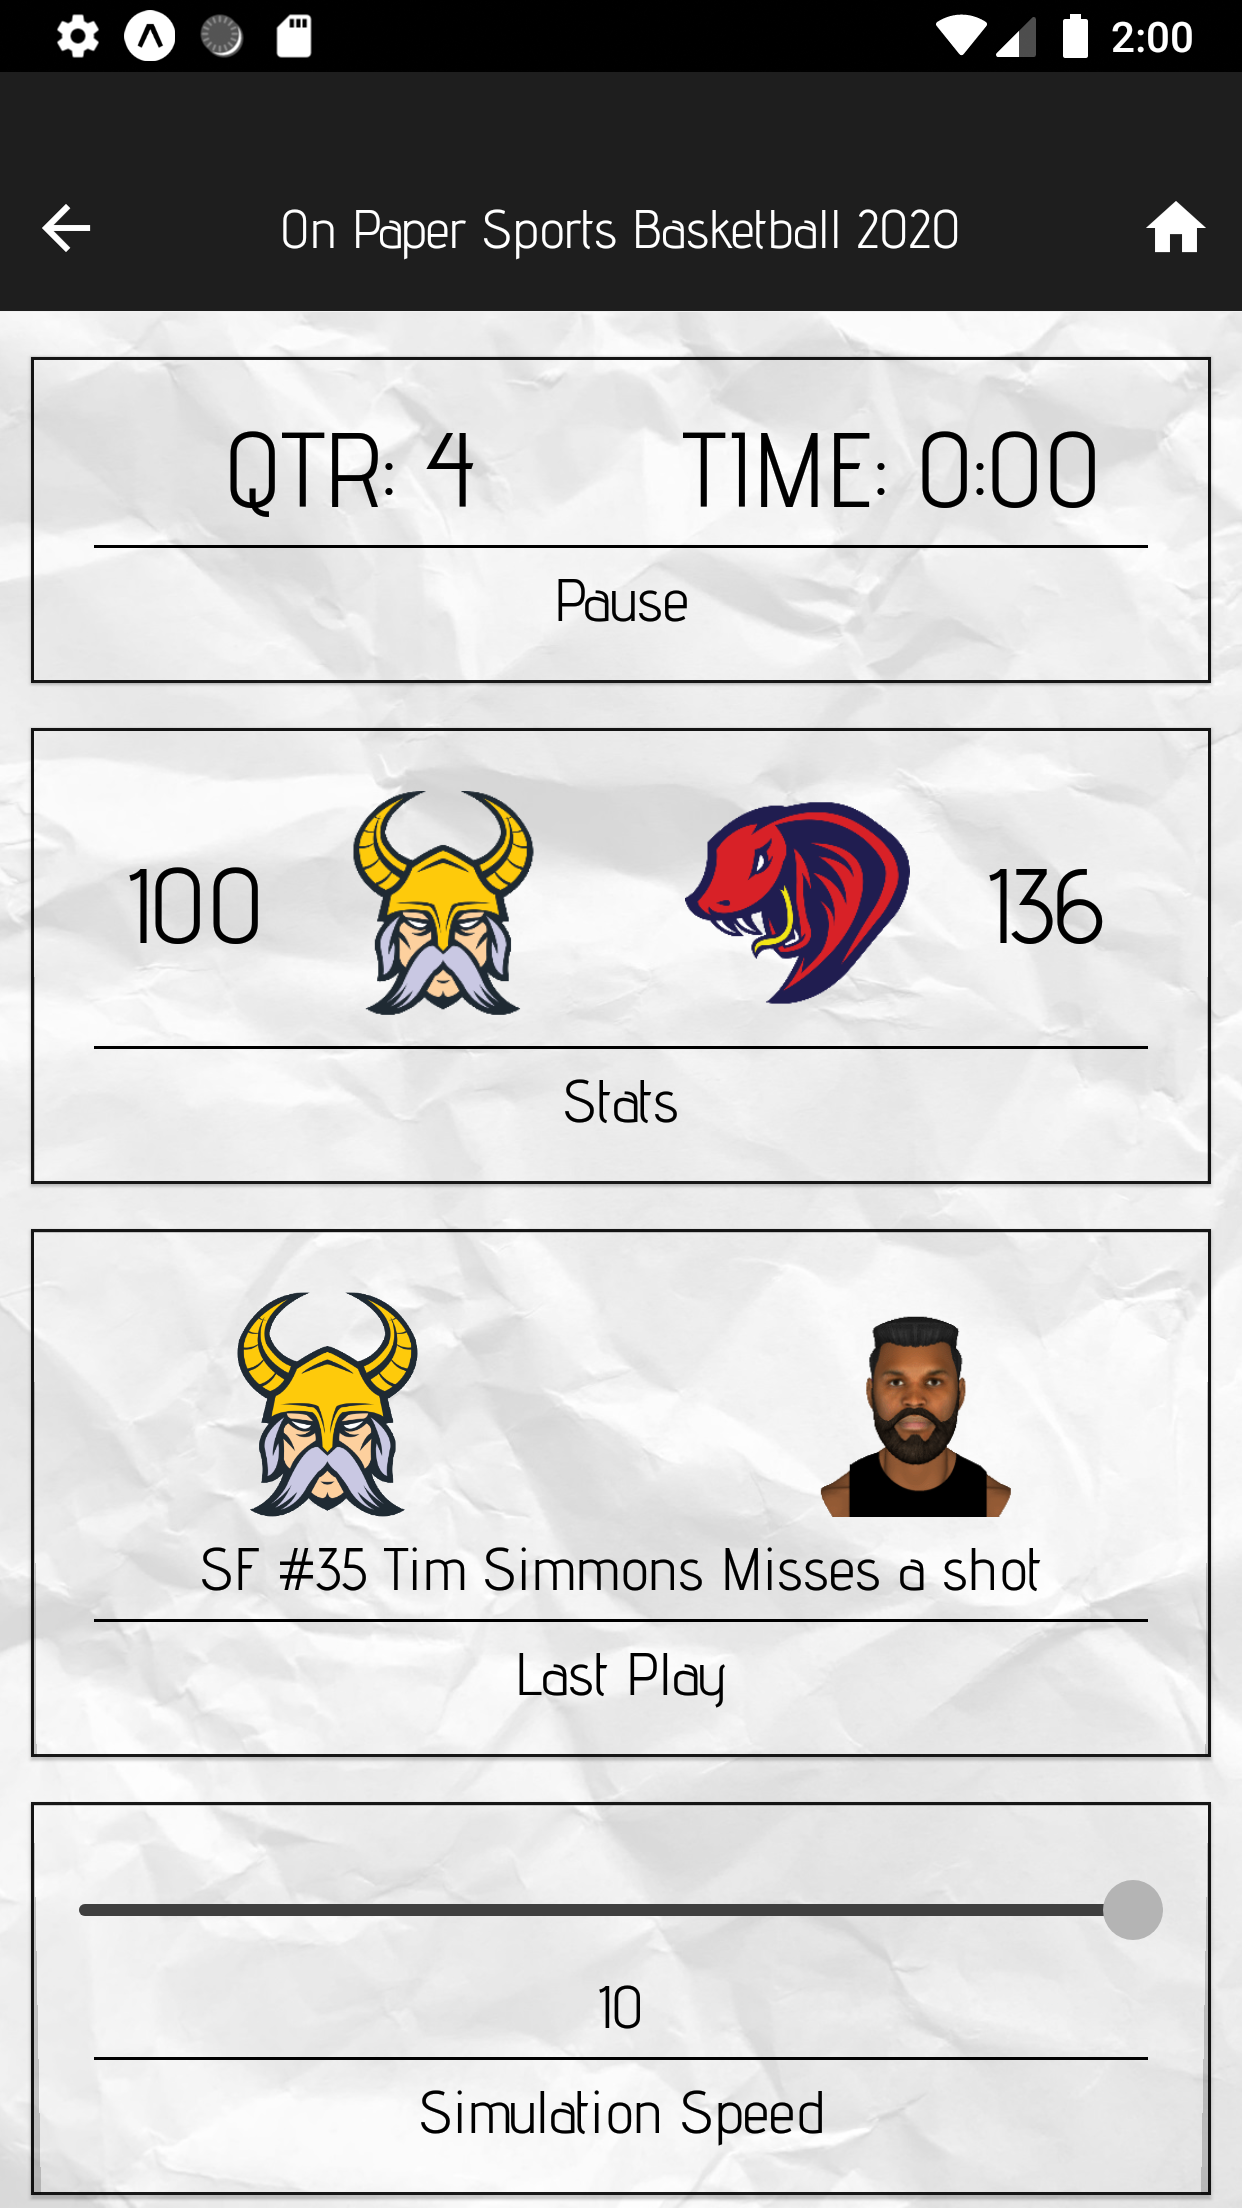 2:00
On Paper Sports Basketball 2020
QTR: 4 TIME: 0:00
Pause
100 136
Stats
SF #35 Tim Simmons Misses a shot
Last Play
10
Simulation Speed